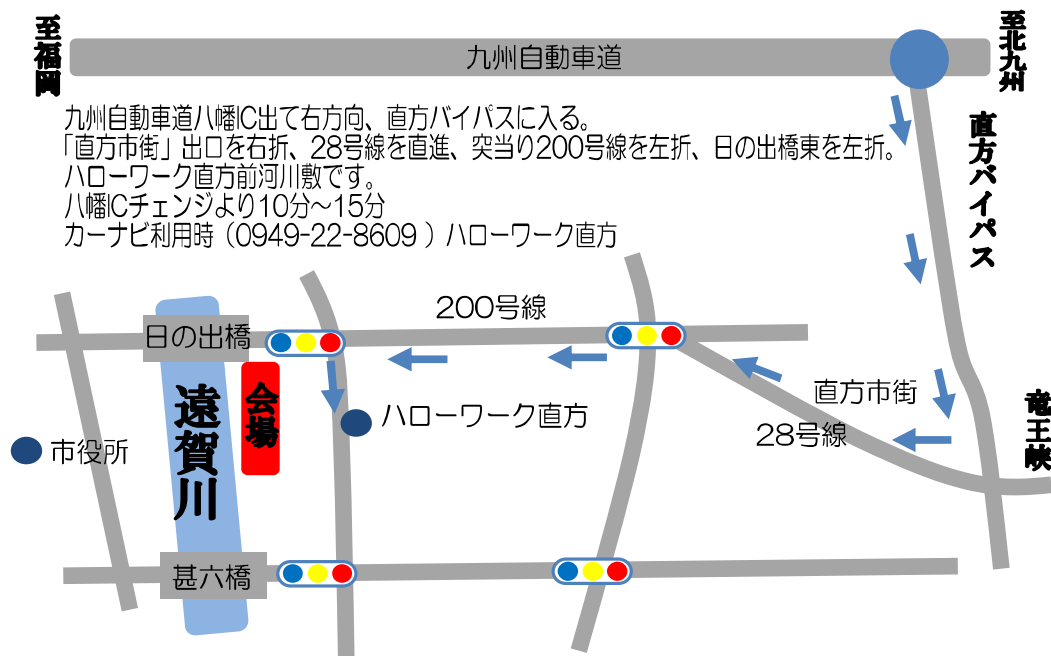 至福岡
九州自動車道
至北九州
九州自動車道八幡IC出て右方向、直方バイパスに入る。
「直方市街」出口を右折、28号線を直進、突当り200号線を左折、日の出橋東を左折。
ハローワーク直方前河川敷です。
八幡ICチェンジより10分～15分
カーナビ利用時（0949-22-8609）ハローワーク直方
直方バイパス
200号線
日の出橋
会場
遠賀川
ハローワーク直方
直方市街
28号線
竜王峡
市役所
甚六橋